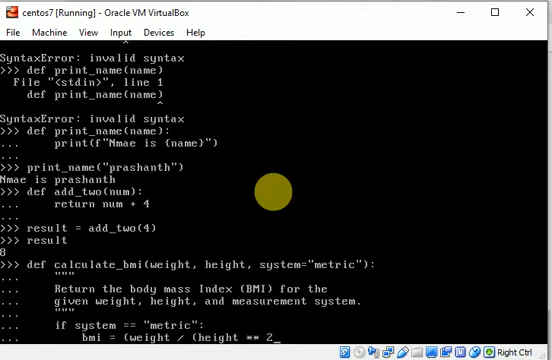 centos7 [Running] - Oracle VM VirtualBox
File Machine View Input Devices Help
^
SyntaxError: invalid syntax
>>> def print_name(name)
File "<stdin>", line 1
def print_name(name)
^
SyntaxError: invalid syntax
>>> def print_name(name):
... print(f"Nmae is {name}")
...
>>> print_name("prashanth")
Nmae is prashanth
>>> def add_two(num):
... return num + 4
...
>>> result = add_two(4)
>>> result
8
>>> def calculate_bmi(weight, height, system="metric"):
... """
... Return the body mass Index (BMI) for the
... given weight, height, and measurement system.
... """
... if system == "metric":
... bmi = (weight / (height ** 2_
Right Ctrl